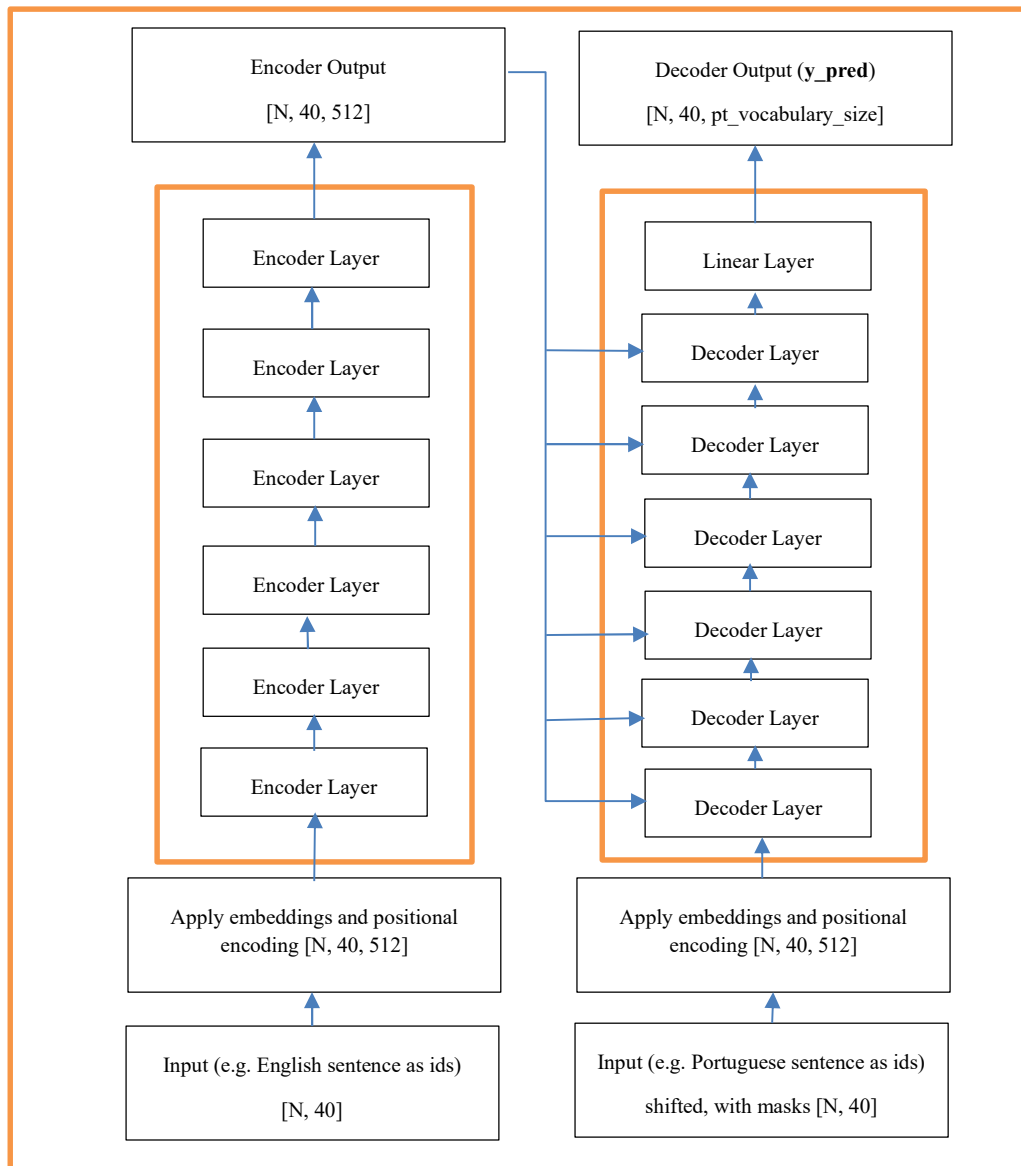 Encoder Output
[N, 40, 512]
Encoder Layer
Encoder Layer
Encoder Layer
Encoder Layer
Encoder Layer
Encoder Layer
Apply embeddings and positional
encoding [N, 40, 512]
Input (e.g. English sentence as ids)
[N, 40]
Decoder Output (y_pred)
[N, 40, pt_vocabulary_size]
Linear Layer
Decoder Layer
Decoder Layer
Decoder Layer
Decoder Layer
Decoder Layer
Decoder Layer
Apply embeddings and positional
encoding [N, 40, 512]
Input (e.g. Portuguese sentence as ids)
shifted, with masks [N, 40]